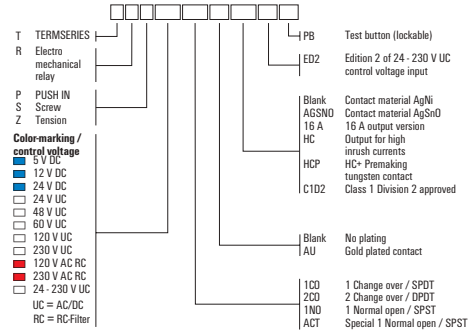 T TERMSERIES
R Electro
mechanical
relay
P PUSH IN
S Screw
Z Tension
Color-marking /
control voltage
5 V DC
12 V DC
24 V DC
24 V UC
48 V UC
60 V UC
120 V UC
230 V UC
120 V AC RC
230 V AC RC
24 - 230 V UC
UC = AC/DC
RC = RC-Filter
PB Test button (lockable)
ED2 Edition 2 of 24 - 230 V UC
control voltage input
Blank Contact material AgNi
AGSNO Contact material AgSnO
16 A 16 A output version
HC Output for high
inrush currents
HCP HC+ Premaking
tungsten contact
C1D2 Class 1 Division 2 approved
Blank No plating
AU Gold plated contact
1CO 1 Change over / SPDT
2CO 2 Change over / DPDT
1NO 1 Normal open / SPST
ACT Special 1 Normal open / SPST